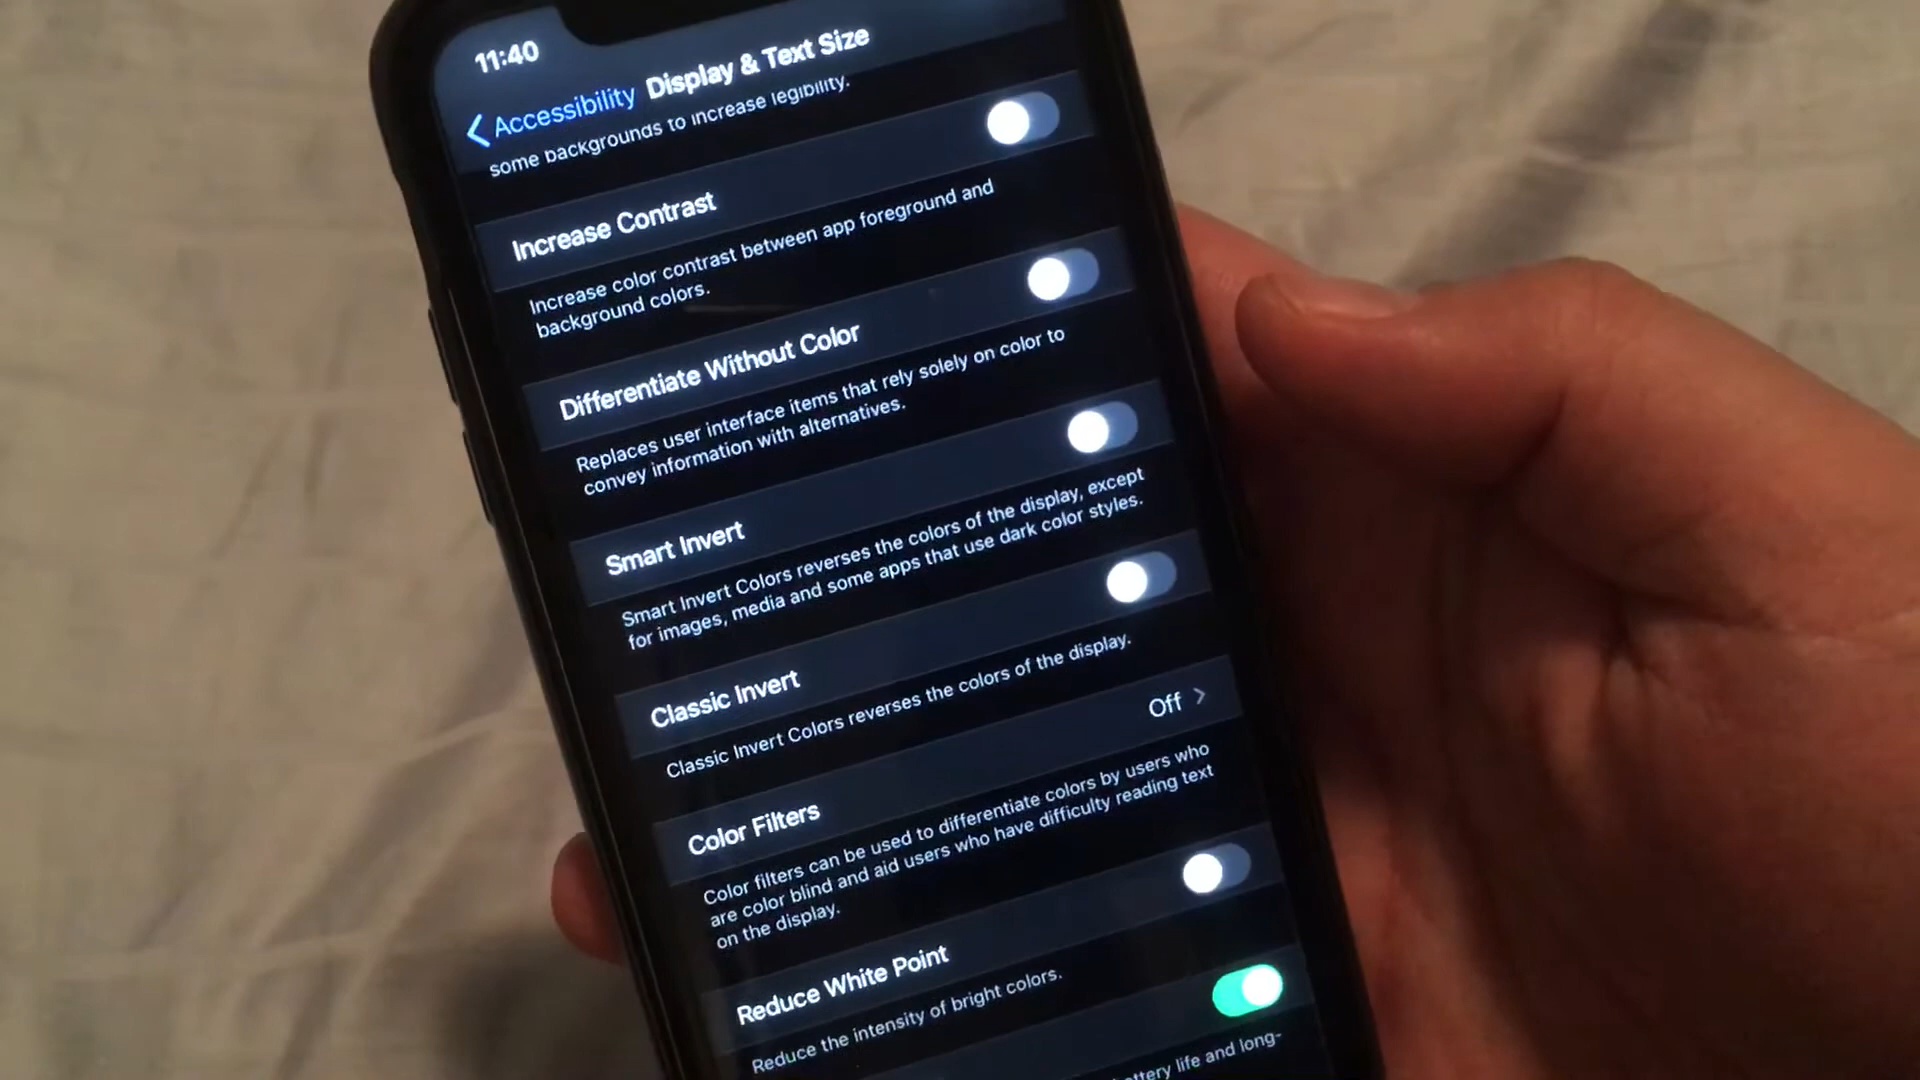 11:40
Accessibility Display & Text Size
some backgrounds to increase legibility.
Increase Contrast
Increase color contrast between app foreground and
background colors.
Differentiate Without Color
Replaces user interface items that rely solely on color to
convey information with alternatives.
Smart Invert
Smart Invert Colors reverses the colors of the display, except
for images, media and some apps that use dark color styles.
Classic Invert
Classic Invert Colors reverses the colors of the display.
Color Filters Off
Color filters can be used to differentiate colors by users who
are color blind and aid users who have difficulty reading text
on the display.
Reduce White Point
Reduce the intensity of bright colors.
life and long-